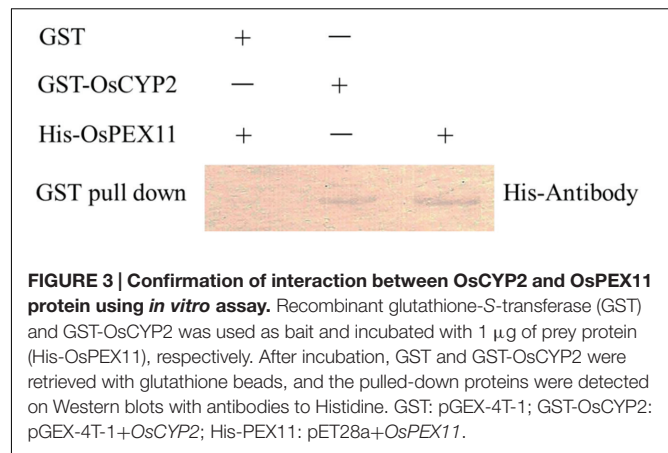 GST + —
GST-OsCYP2 — +
His-OsPEX11 + — +
GST pull down His-Antibody
FIGURE 3 | Confirmation of interaction between OsCYP2 and OsPEX11
protein using in vitro assay. Recombinant glutathione-S-transferase (GST)
and GST-OsCYP2 was used as bait and incubated with 1 μg of prey protein
(His-OsPEX11), respectively. After incubation, GST and GST-OsCYP2 were
retrieved with glutathione beads, and the pulled-down proteins were detected
on Western blots with antibodies to Histidine. GST: pGEX-4T-1; GST-OsCYP2:
pGEX-4T-1+OsCYP2; His-PEX11: pET28a+OsPEX11.